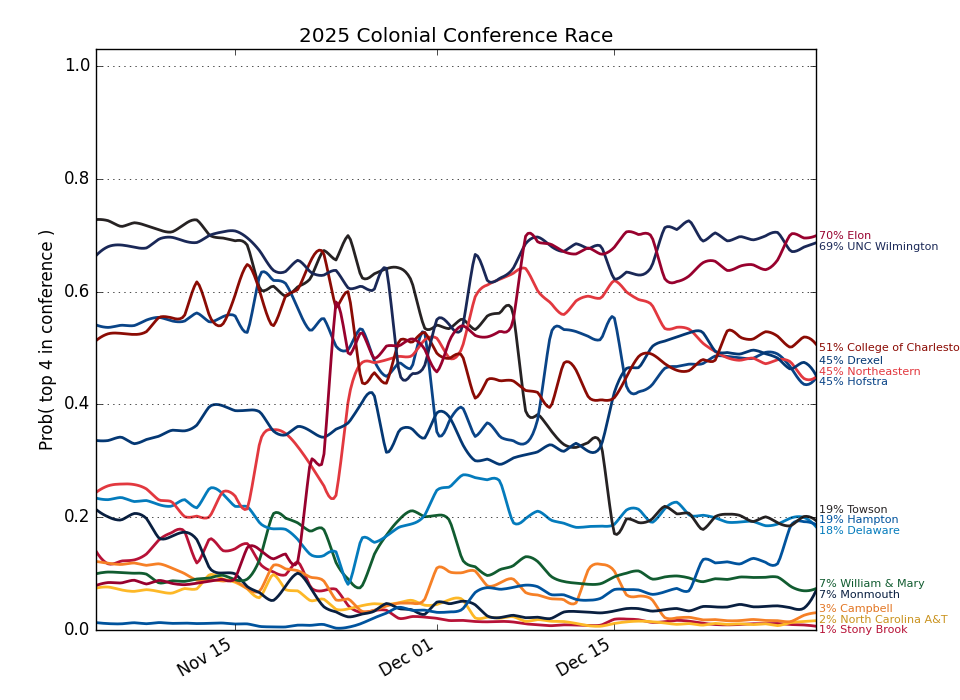 2025 Colonial Conference Race
Prob( top 4 in conference )
1.0
0.8
0.6
0.4
0.2
0.0
Nov 15
Dec 01
Dec 15
70% Elon
69% UNC Wilmington
51% College of Charlesto
45% Drexel
45% Northeastern
45% Hofstra
19% Towson
19% Hampton
18% Delaware
7% William & Mary
7% Monmouth
3% Campbell
2% North Carolina A&T
1% Stony Brook